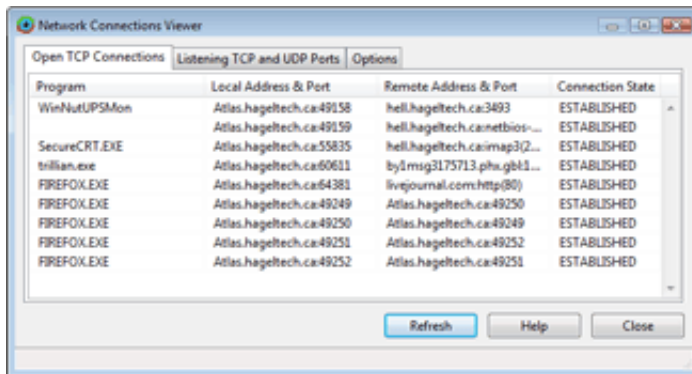 Network Connections Viewer
Open TCP Connections Listening TCP and UDP Ports Options
Program Local Address & Port Remote Address & Port Connection State
WinNutUPSMon Atlas.hageltech.ca:49158 hell.hageltech.ca:3493 ESTABLISHED
Atlas.hageltech.ca:49159 hell.hageltech.ca:netbios-... ESTABLISHED
SecureCRT.EXE Atlas.hageltech.ca:55835 hell.hageltech.ca:imap3(2... ESTABLISHED
trillian.exe Atlas.hageltech.ca:60611 by1msg3175713.phx.gbl:1... ESTABLISHED
FIREFOX.EXE Atlas.hageltech.ca:64381 livejournal.com:http(80) ESTABLISHED
FIREFOX.EXE Atlas.hageltech.ca:49249 Atlas.hageltech.ca:49250 ESTABLISHED
FIREFOX.EXE Atlas.hageltech.ca:49250 Atlas.hageltech.ca:49249 ESTABLISHED
FIREFOX.EXE Atlas.hageltech.ca:49251 Atlas.hageltech.ca:49252 ESTABLISHED
FIREFOX.EXE Atlas.hageltech.ca:49252 Atlas.hageltech.ca:49251 ESTABLISHED
Refresh Help Close